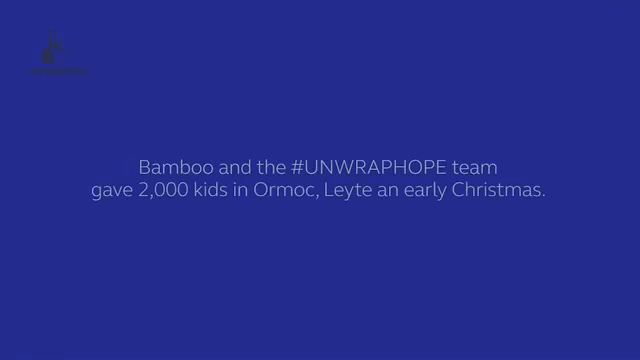 Bamboo and the #UNWRAPHOPE team
gave 2,000 kids in Ormoc, Leyte an early Christmas.